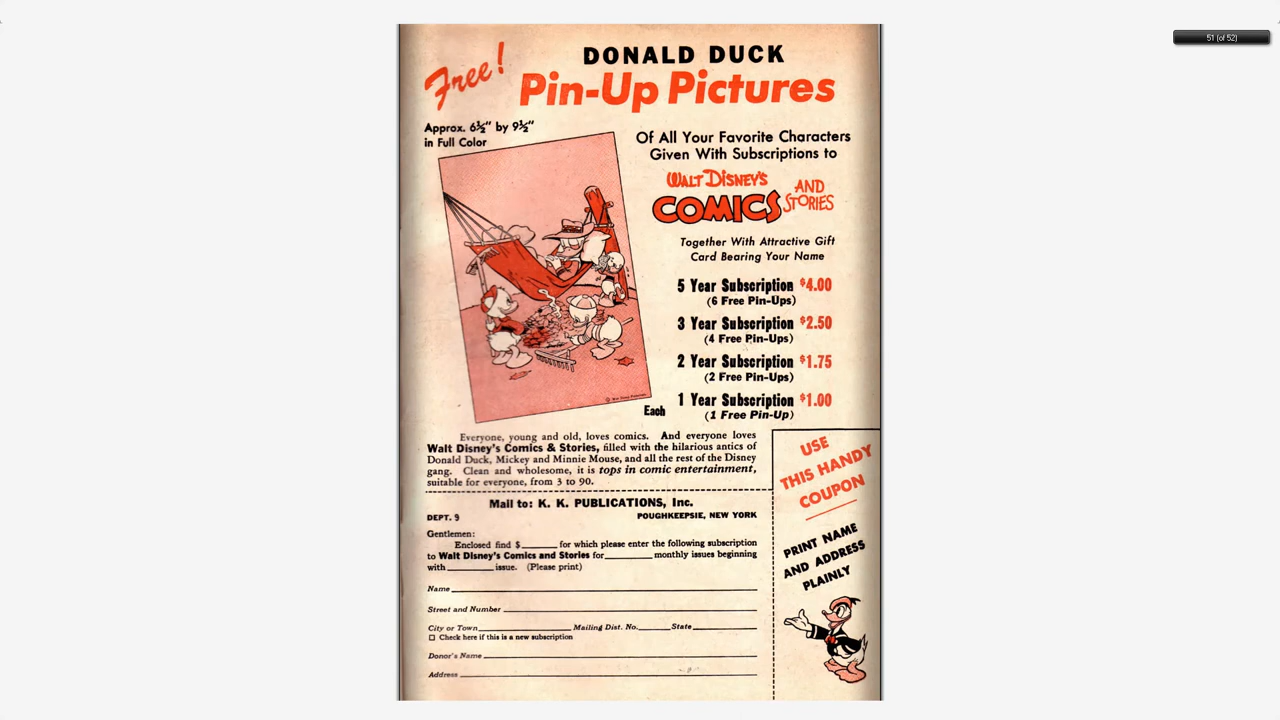 51 (of 52)
Free!
DONALD DUCK
Pin-Up Pictures
Approx. 6½" by 9½"
in Full Color
Of All Your Favorite Characters
Given With Subscriptions to
WALT DISNEY'S
COMICS AND STORIES
Together With Attractive Gift
Card Bearing Your Name
5 Year Subscription $4.00
(6 Free Pin-Ups)
3 Year Subscription $2.50
(4 Free Pin-Ups)
2 Year Subscription $1.75
(2 Free Pin-Ups)
Each 1 Year Subscription $1.00
(1 Free Pin-Up)
Everyone, young and old, loves comics. And everyone loves
Walt Disney's Comics & Stories, filled with the hilarious antics of
Donald Duck, Mickey and Minnie Mouse, and all the rest of the Disney
gang. Clean and wholesome, it is tops in comic entertainment,
suitable for everyone, from 3 to 90.
USE
THIS HANDY
COUPON
PRINT NAME
AND ADDRESS
PLAINLY
Mail to: K. K. PUBLICATIONS, Inc.
DEPT. 9 POUGHKEEPSIE, NEW YORK
Gentlemen:
Enclosed find $______ for which please enter the following subscription
to Walt Disney's Comics and Stories for________ monthly issues beginning
with________ issue. (Please print)
Name
Street and Number
City or Town____________ Mailing Dist. No.______ State
☐ Check here if this is a new subscription
Donor's Name
Address